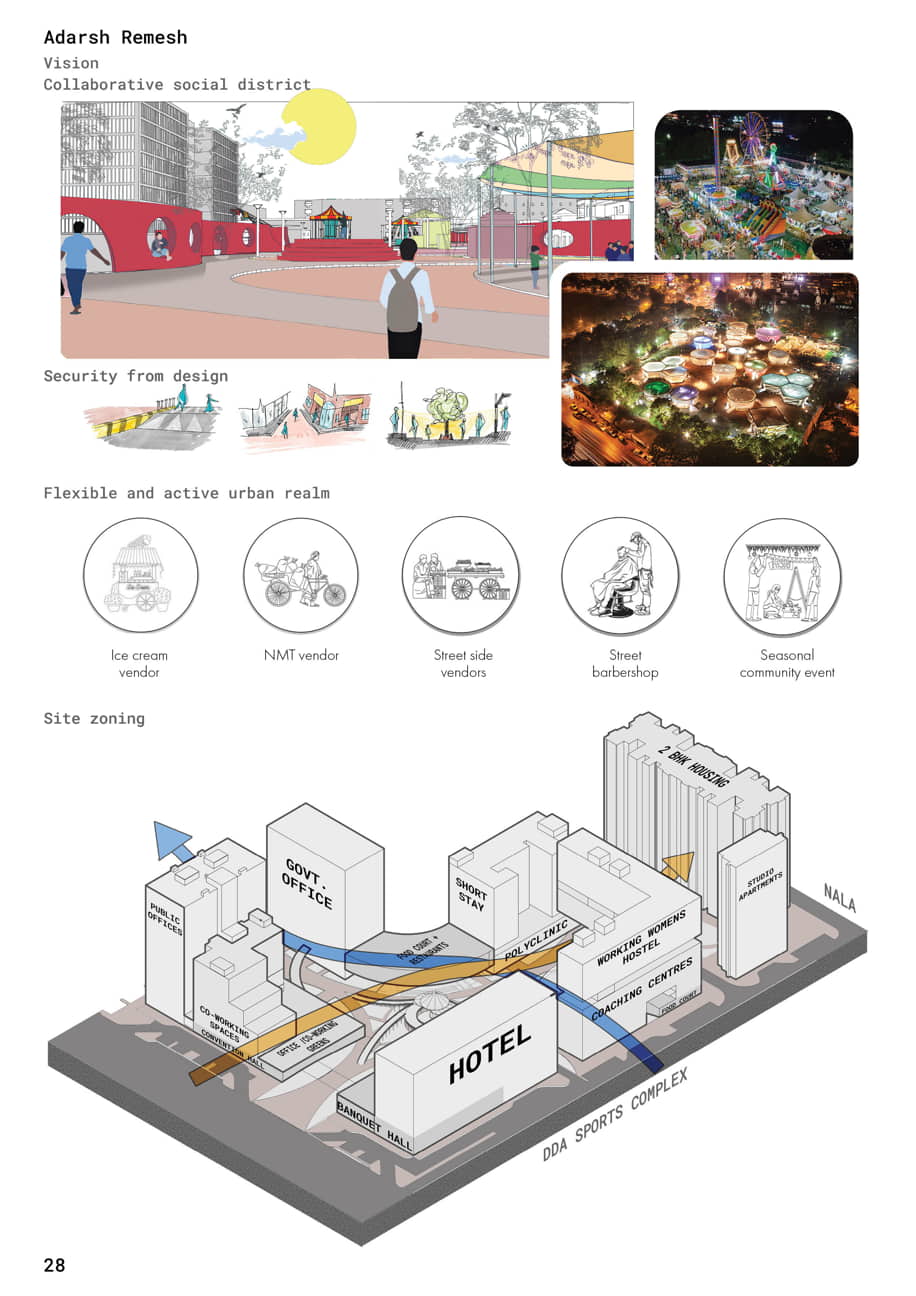 Adarsh Remesh
Vision
Collaborative social district
Security from design
Flexible and active urban realm
Ice cream
vendor
NMT vendor
Street side
vendors
Street
barbershop
Seasonal
community event
Site zoning
2 BHK HOUSING
GOVT.
OFFICE
SHORT
STAY
STUDIO
APARTMENTS
NALA
PUBLIC
OFFICES
FOOD COURT +
RESTAURANTS
POLYCLINIC
WORKING WOMENS
HOSTEL
COACHING CENTRES
FOOD COURT
CO-WORKING
SPACES
CONVENTION HALL
OFFICE /CO-WORKING
GREENS
HOTEL
BANQUET HALL
DDA SPORTS COMPLEX
28